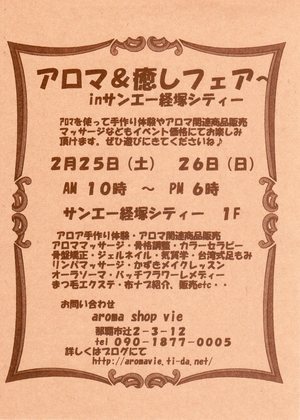 アロマ＆癒しフェア～
inサンエー経塚シティー
アロマを使って手作り体験やアロマ関連商品販売
マッサージなどもイベント価格にてお楽しみ
頂けます。ぜひ遊びにきてくださいね♪
2月25日（土） 26日（日）
AM 10時 ～ PM 6時
サンエー経塚シティー 1F
アロア手作り体験・アロマ関連商品販売
アロママッサージ・骨格調整・カラーセラピー
骨盤矯正・ジェルネイル・気質学・台湾式足もみ
リンパマッサージ・かずきメイクレッスン
オーラソーマ・バッチフラワーレメディー
まつ毛エクステ・布ナプ紹介、販売etc・・
お問い合わせ
aroma shop vie
那覇市辻2-3-12
tel 090-1877-0005
詳しくはブログにて
http://aromavie.ti-da.net/